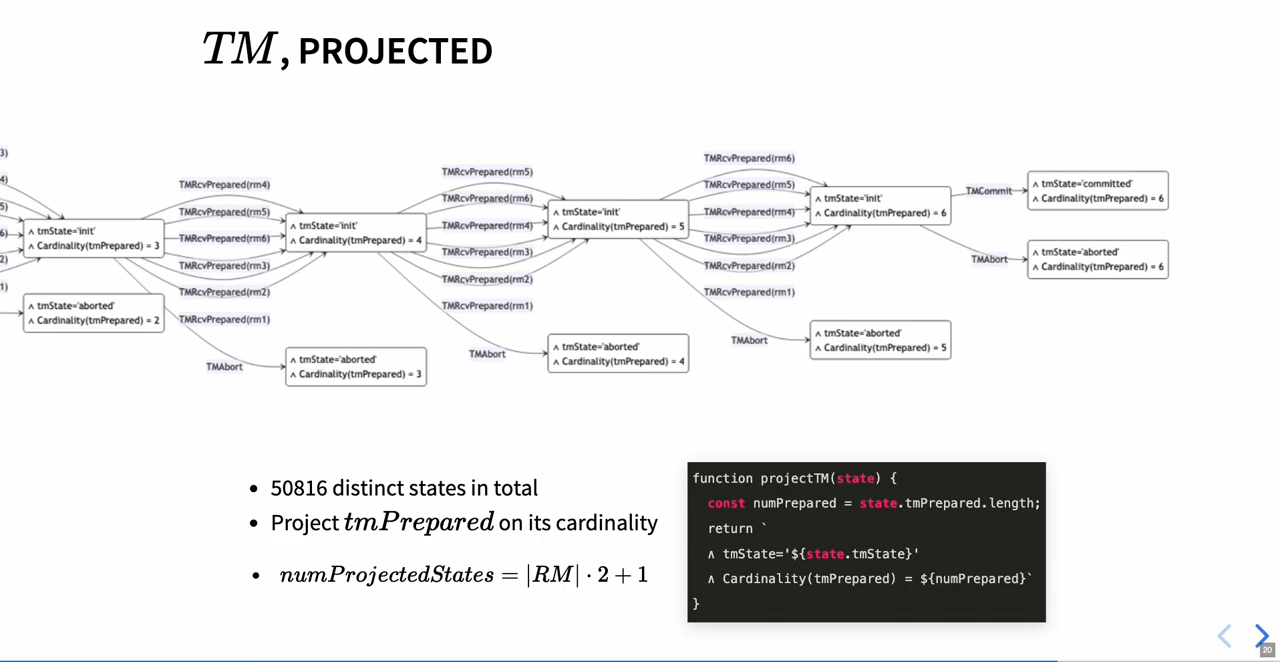 TM, PROJECTED
3)
4)
5)
6)
2)
1)
∧ tmState='init'
∧ Cardinality(tmPrepared) = 3
∧ tmState='aborted'
∧ Cardinality(tmPrepared) = 2
TMRcvPrepared(rm4)
TMRcvPrepared(rm5)
TMRcvPrepared(rm6)
TMRcvPrepared(rm3)
TMRcvPrepared(rm2)
TMRcvPrepared(rm1)
TMAbort
∧ tmState='init'
∧ Cardinality(tmPrepared) = 4
∧ tmState='aborted'
∧ Cardinality(tmPrepared) = 3
TMRcvPrepared(rm5)
TMRcvPrepared(rm6)
TMRcvPrepared(rm4)
TMRcvPrepared(rm3)
TMRcvPrepared(rm2)
TMRcvPrepared(rm1)
TMAbort
∧ tmState='init'
∧ Cardinality(tmPrepared) = 5
∧ tmState='aborted'
∧ Cardinality(tmPrepared) = 4
TMRcvPrepared(rm6)
TMRcvPrepared(rm5)
TMRcvPrepared(rm4)
TMRcvPrepared(rm3)
TMRcvPrepared(rm2)
TMRcvPrepared(rm1)
TMAbort
∧ tmState='init'
∧ Cardinality(tmPrepared) = 6
∧ tmState='aborted'
∧ Cardinality(tmPrepared) = 5
TMCommit
TMAbort
∧ tmState='committed'
∧ Cardinality(tmPrepared) = 6
∧ tmState='aborted'
∧ Cardinality(tmPrepared) = 6
• 50816 distinct states in total
• Project tmPrepared on its cardinality
• numProjectedStates = |RM| · 2 + 1
function projectTM(state) {
const numPrepared = state.tmPrepared.length;
return `
∧ tmState='${state.tmState}'
∧ Cardinality(tmPrepared) = ${numPrepared}`
}
20